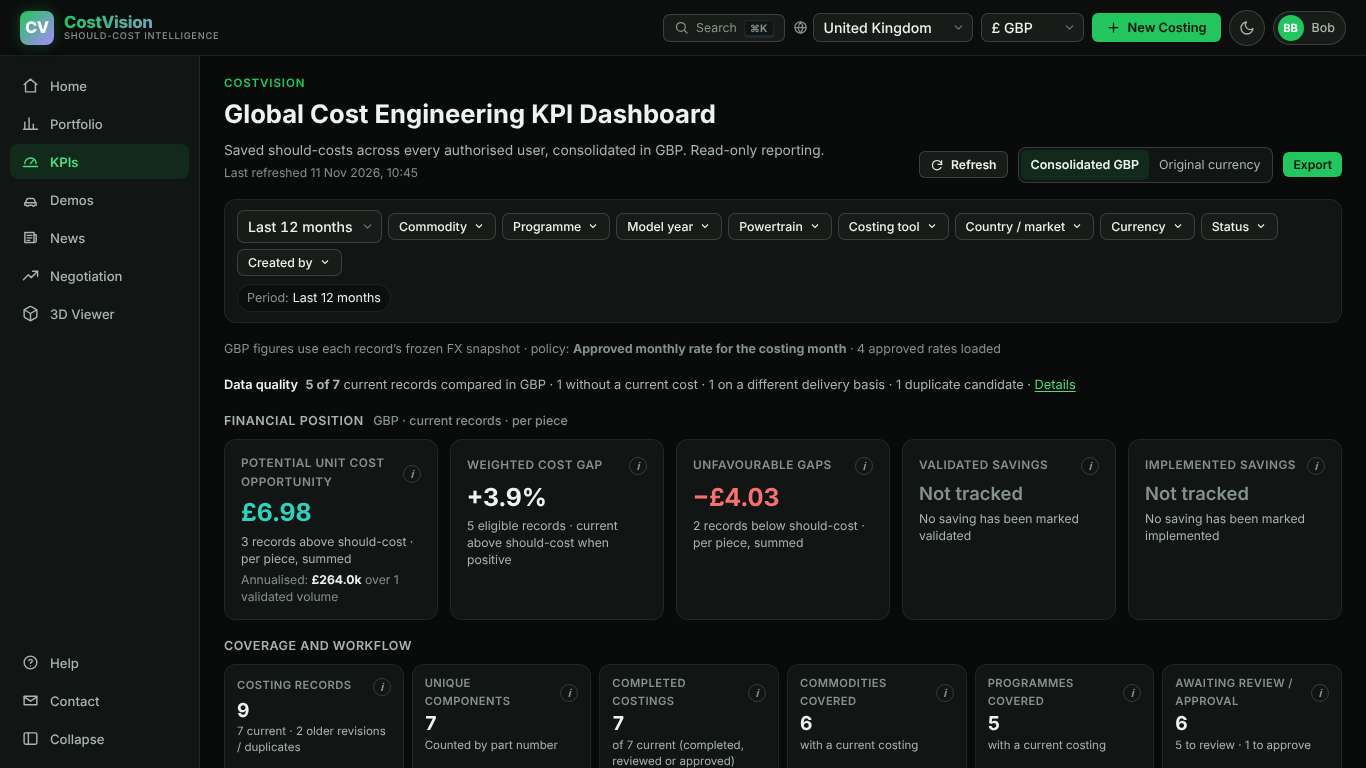 CV
CostVision
SHOULD-COST INTELLIGENCE
Search ⌘K
United Kingdom
£ GBP
+ New Costing
BB Bob
Home
Portfolio
KPIs
Demos
News
Negotiation
3D Viewer
Help
Contact
Collapse
COSTVISION
Global Cost Engineering KPI Dashboard
Saved should-costs across every authorised user, consolidated in GBP. Read-only reporting.
Last refreshed 11 Nov 2026, 10:45
Refresh
Consolidated GBP
Original currency
Export
Last 12 months
Commodity
Programme
Model year
Powertrain
Costing tool
Country / market
Currency
Status
Created by
Period: Last 12 months
GBP figures use each record's frozen FX snapshot · policy: Approved monthly rate for the costing month · 4 approved rates loaded
Data quality 5 of 7 current records compared in GBP · 1 without a current cost · 1 on a different delivery basis · 1 duplicate candidate · Details
FINANCIAL POSITION GBP · current records · per piece
POTENTIAL UNIT COST
OPPORTUNITY
i
£6.98
3 records above should-cost ·
per piece, summed
Annualised: £264.0k over 1
validated volume
WEIGHTED COST GAP
i
+3.9%
5 eligible records · current
above should-cost when
positive
UNFAVOURABLE GAPS
i
−£4.03
2 records below should-cost ·
per piece, summed
VALIDATED SAVINGS
i
Not tracked
No saving has been marked
validated
IMPLEMENTED SAVINGS
i
Not tracked
No saving has been marked
implemented
COVERAGE AND WORKFLOW
COSTING RECORDS
i
9
7 current · 2 older revisions
/ duplicates
UNIQUE
COMPONENTS
i
7
Counted by part number
COMPLETED
COSTINGS
i
7
of 7 current (completed,
reviewed or approved)
COMMODITIES
COVERED
i
6
with a current costing
PROGRAMMES
COVERED
i
5
with a current costing
AWAITING REVIEW /
APPROVAL
i
6
5 to review · 1 to approve